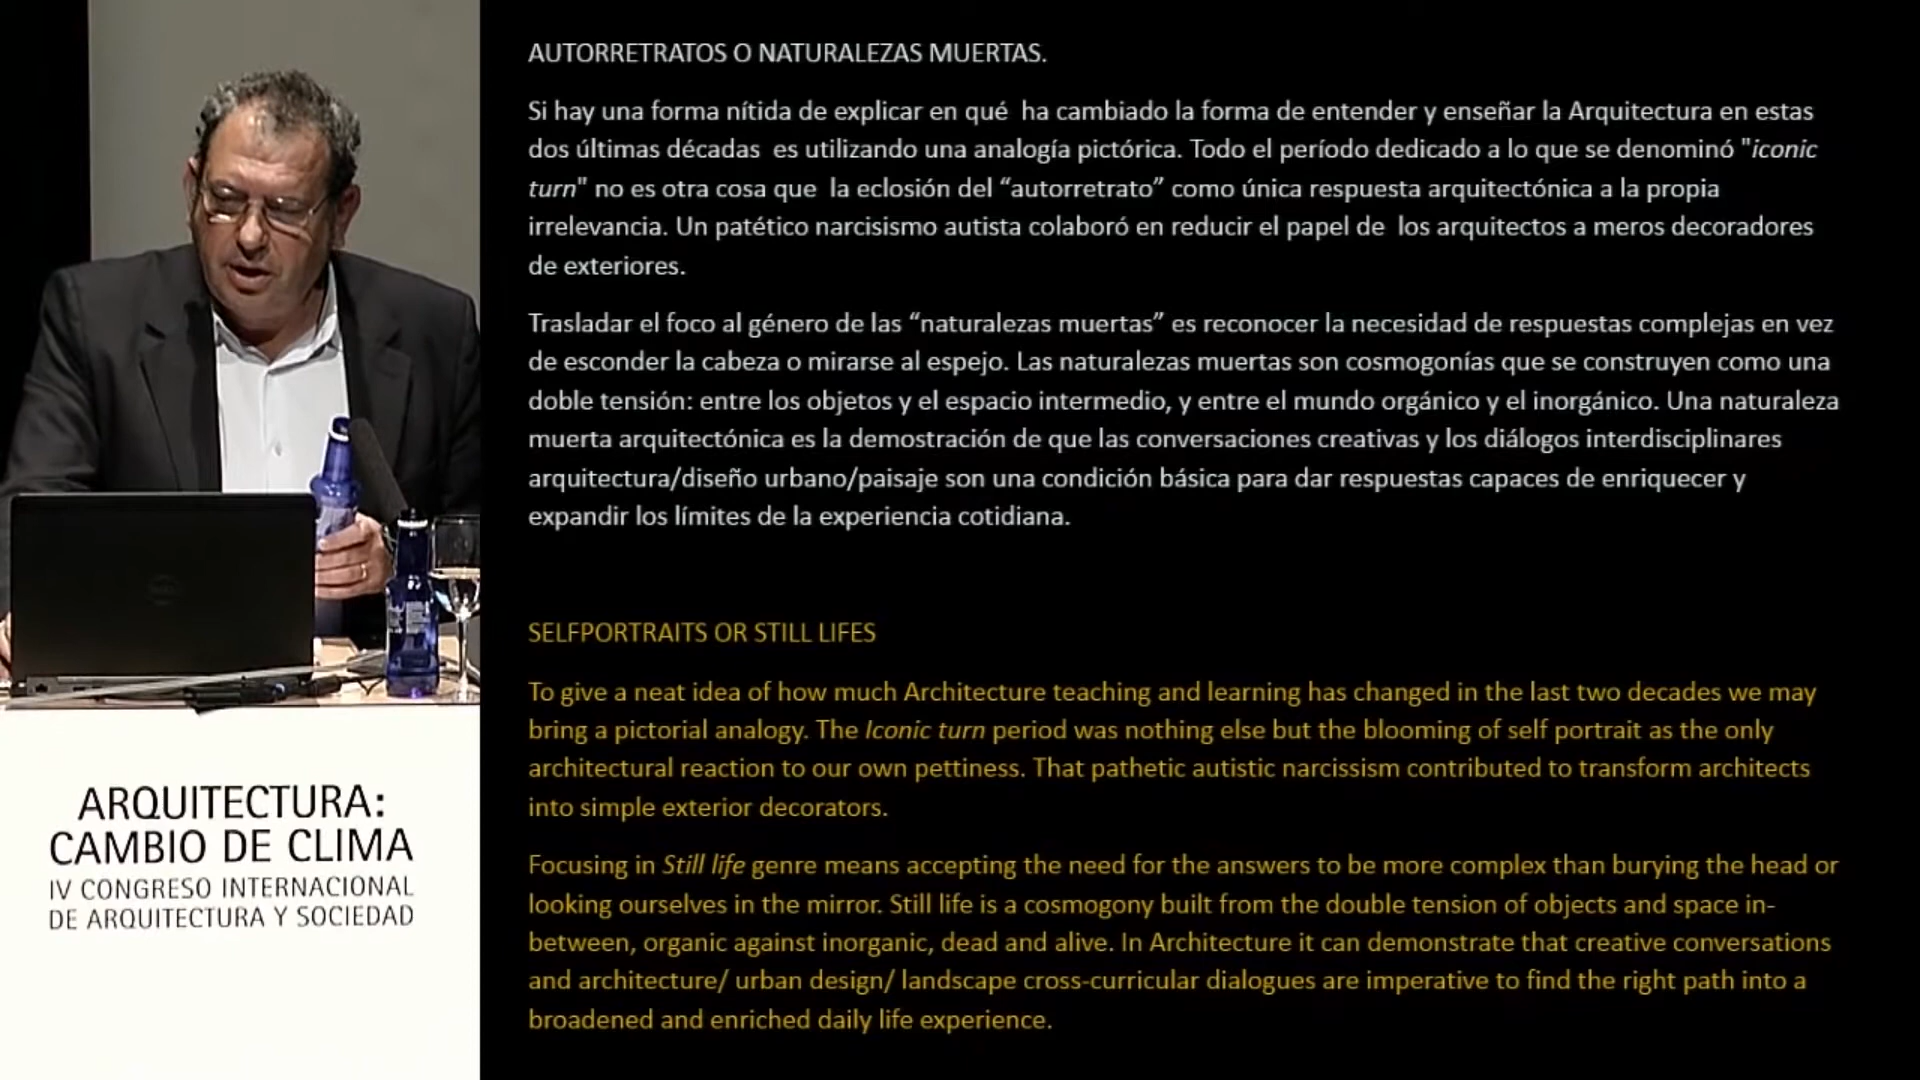 AUTORRETRATOS O NATURALEZAS MUERTAS.
Si hay una forma nítida de explicar en qué  ha cambiado la forma de entender y enseñar la Arquitectura en estas
dos últimas décadas  es utilizando una analogía pictórica. Todo el período dedicado a lo que se denominó "iconic
turn" no es otra cosa que  la eclosión del “autorretrato” como única respuesta arquitectónica a la propia
irrelevancia. Un patético narcisismo autista colaboró en reducir el papel de  los arquitectos a meros decoradores
de exteriores.
Trasladar el foco al género de las “naturalezas muertas” es reconocer la necesidad de respuestas complejas en vez
de esconder la cabeza o mirarse al espejo. Las naturalezas muertas son cosmogonías que se construyen como una
doble tensión: entre los objetos y el espacio intermedio, y entre el mundo orgánico y el inorgánico. Una naturaleza
muerta arquitectónica es la demostración de que las conversaciones creativas y los diálogos interdisciplinares
arquitectura/diseño urbano/paisaje son una condición básica para dar respuestas capaces de enriquecer y
expandir los límites de la experiencia cotidiana.
SELFPORTRAITS OR STILL LIFES
To give a neat idea of how much Architecture teaching and learning has changed in the last two decades we may
bring a pictorial analogy. The Iconic turn period was nothing else but the blooming of self portrait as the only
architectural reaction to our own pettiness. That pathetic autistic narcissism contributed to transform architects
into simple exterior decorators.
Focusing in Still life genre means accepting the need for the answers to be more complex than burying the head or
looking ourselves in the mirror. Still life is a cosmogony built from the double tension of objects and space in-
between, organic against inorganic, dead and alive. In Architecture it can demonstrate that creative conversations
and architecture/ urban design/ landscape cross-curricular dialogues are imperative to find the right path into a
broadened and enriched daily life experience.
ARQUITECTURA:
CAMBIO DE CLIMA
IV CONGRESO INTERNACIONAL
DE ARQUITECTURA Y SOCIEDAD